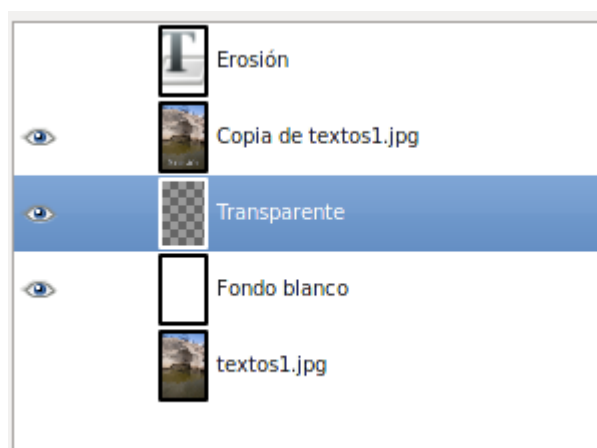 Erosión
Copia de textos1.jpg
Transparente
Fondo blanco
textos1.jpg